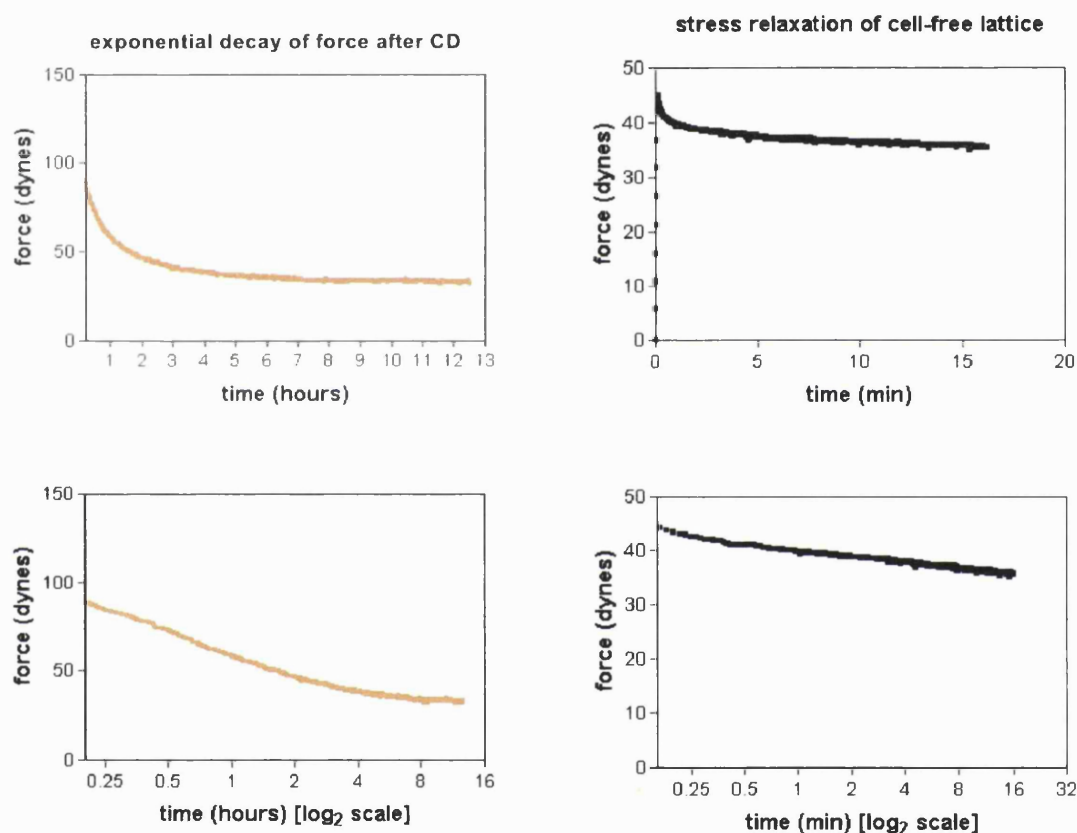 exponential decay of force after CD
150
100
50
0
force (dynes)
1 2 3 4 5 6 7 8 9 10 11 12 13
time (hours)
stress relaxation of cell-free lattice
50
40
30
20
10
0
force (dynes)
0 5 10 15 20
time (min)
150
100
50
0
force (dynes)
0.25 0.5 1 2 4 8 16
time (hours) [log₂ scale]
50
40
30
20
10
0
force (dynes)
0.25 0.5 1 2 4 8 16 32
time (min) [log₂ scale]